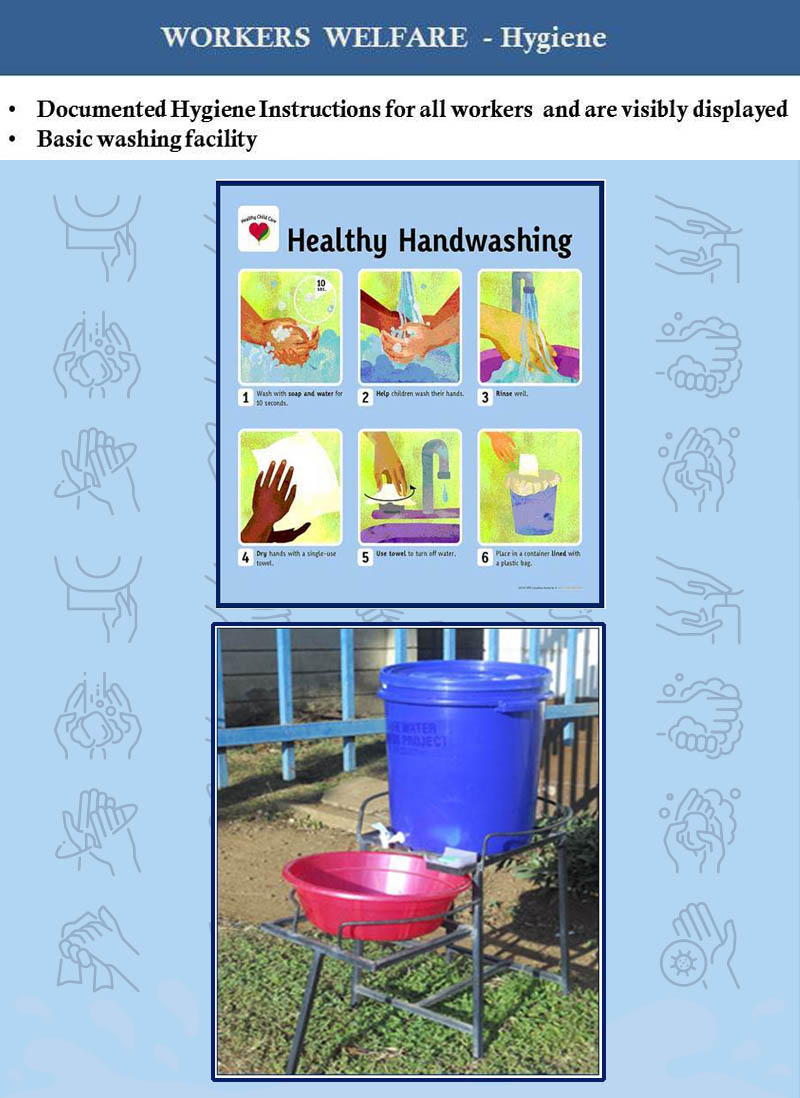 WORKERS WELFARE - Hygiene
• Documented Hygiene Instructions for all workers and are visibly displayed
• Basic washing facility
Healthy Child Care
Healthy Handwashing
10
sec.
1 Wash with soap and water for
10 seconds.
2 Help children wash their hands.
3 Rinse well.
4 Dry hands with a single-use
towel.
5 Use towel to turn off water.
6 Place in a container lined with
a plastic bag.
WATER
PROJECT